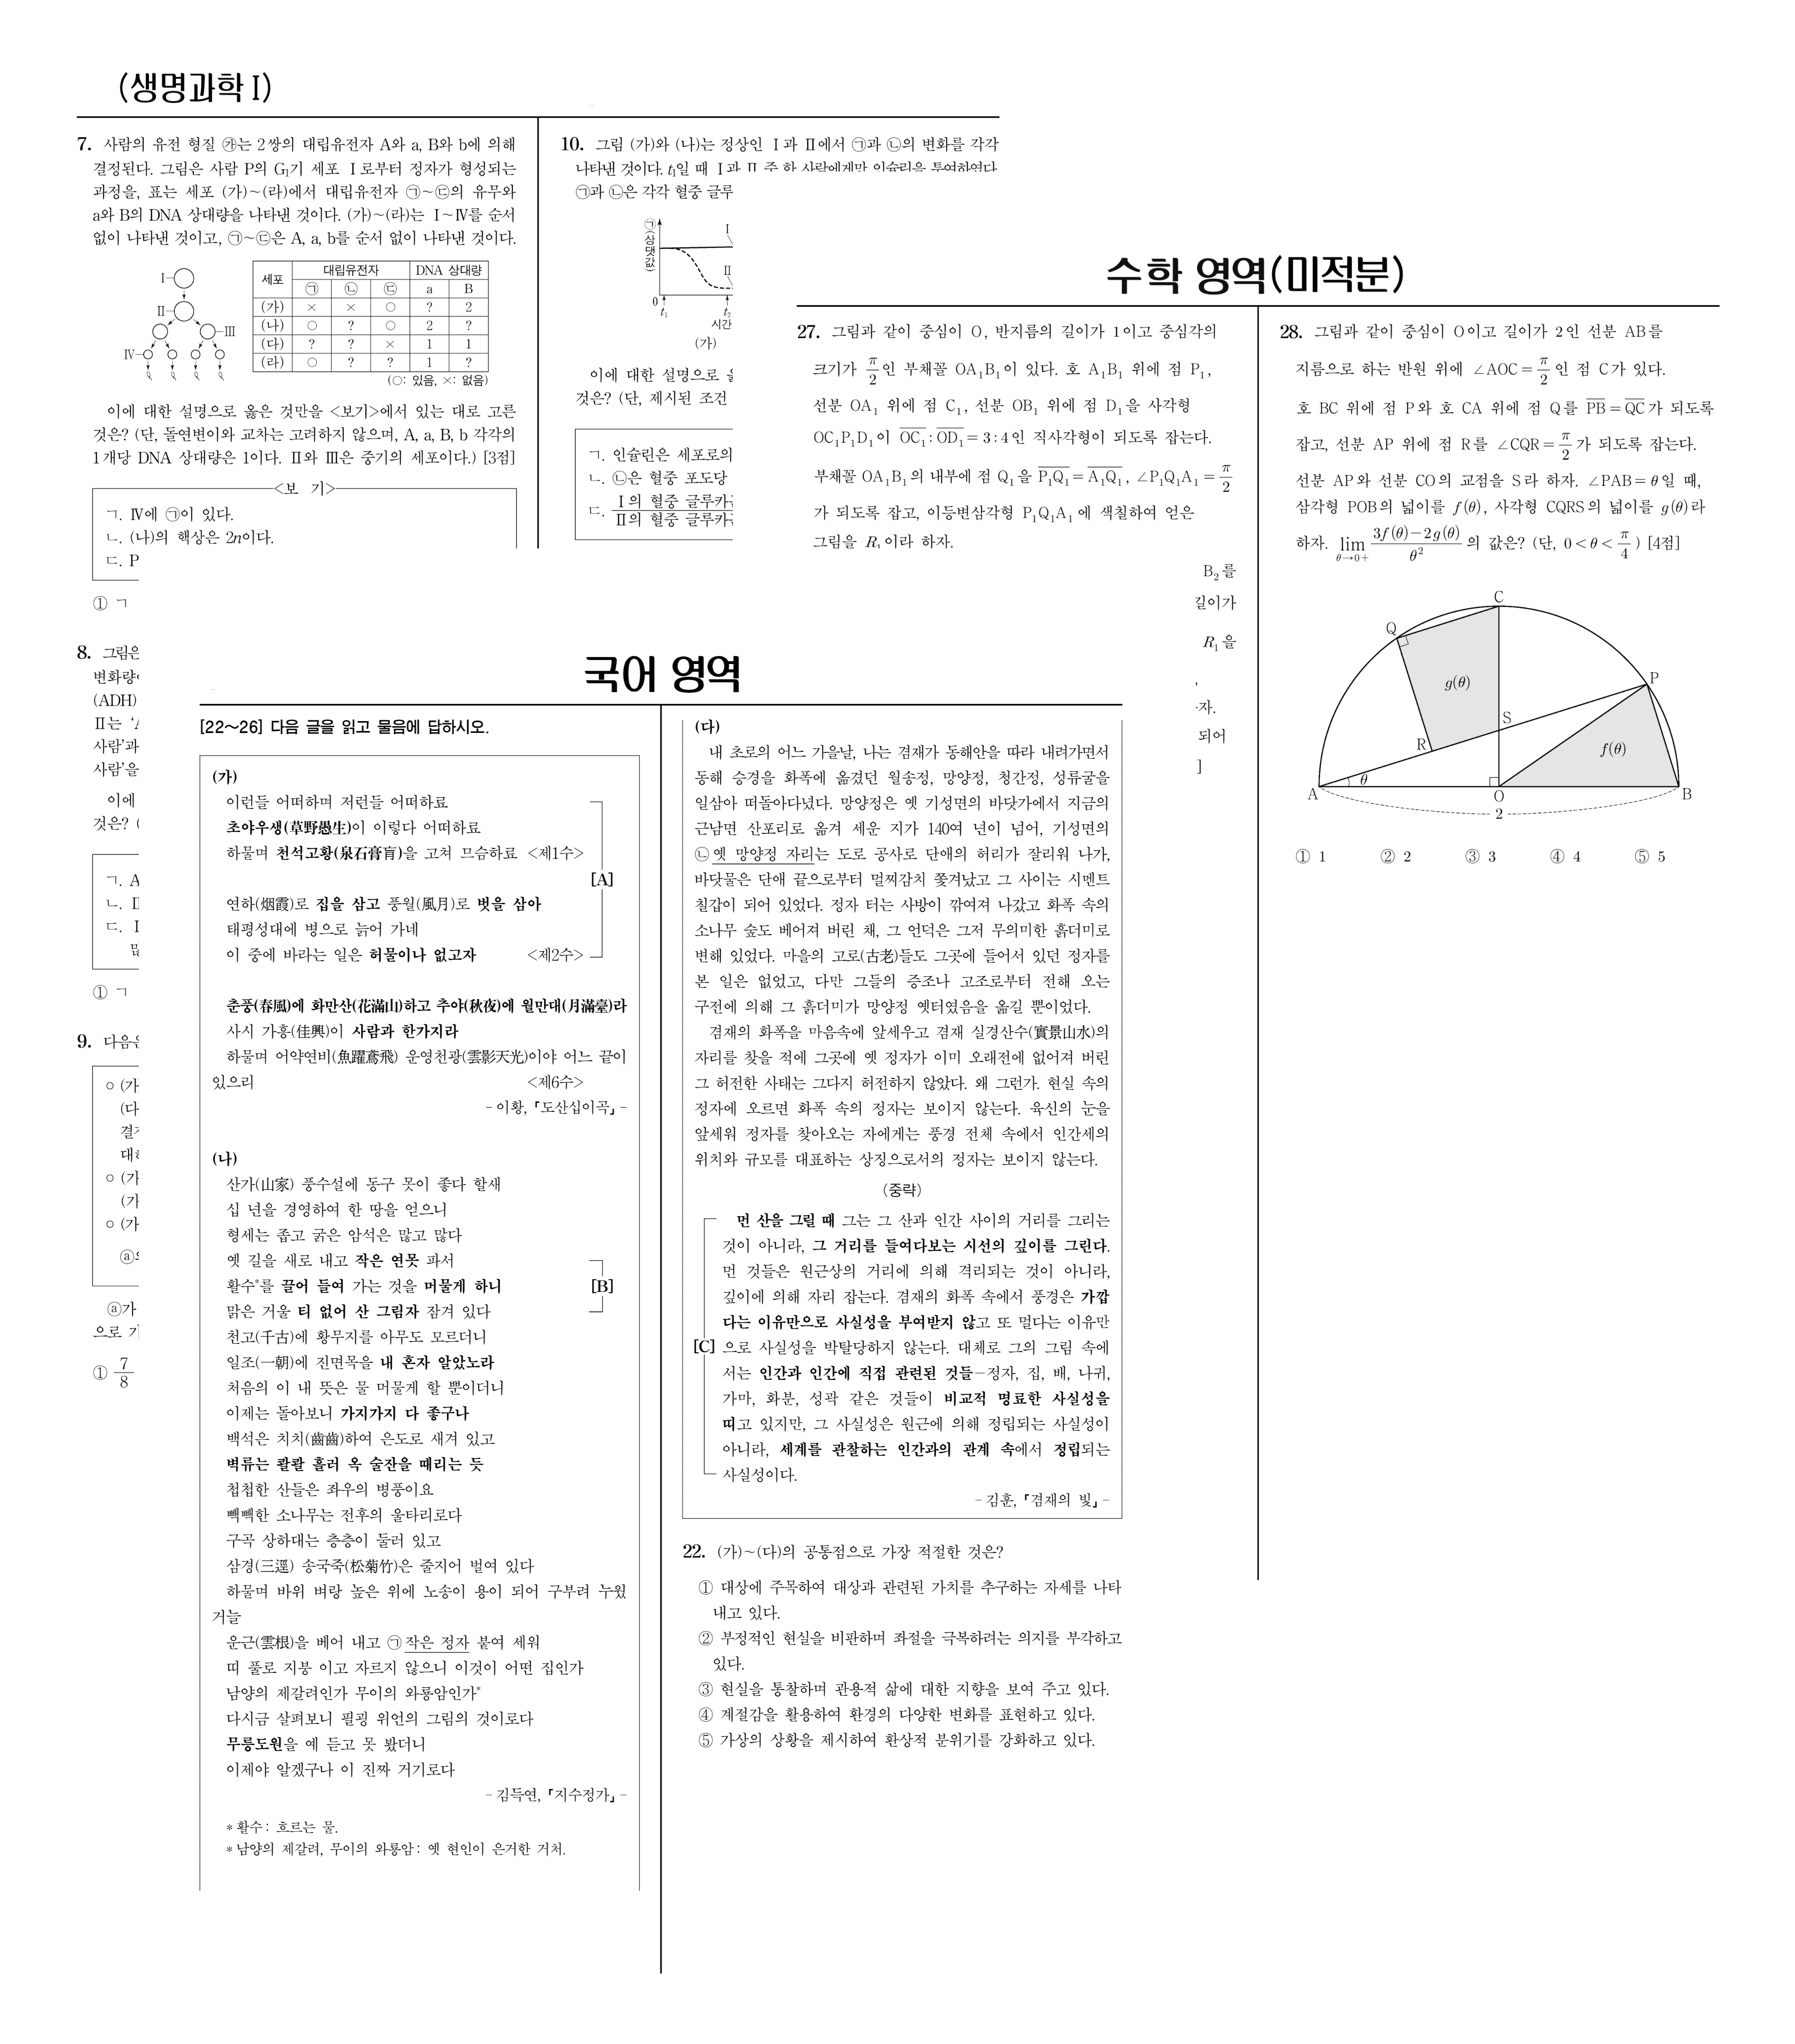 (생명과학 I)
7. 사람의 유전 형질 ㉮는 2쌍의 대립유전자 A와 a, B와 b에 의해
결정된다. 그림은 사람 P의 G₁기 세포 Ⅰ로부터 정자가 형성되는
과정을, 표는 세포 (가)~(라)에서 대립유전자 ㉠~㉢의 유무와
a와 B의 DNA 상대량을 나타낸 것이다. (가)~(라)는 Ⅰ~Ⅳ를 순서
없이 나타낸 것이고, ㉠~㉢은 A, a, b를 순서 없이 나타낸 것이다.
Ⅰ
Ⅱ
Ⅲ
Ⅳ
세포 대립유전자 DNA 상대량
㉠ ㉡ ㉢ a B
(가) × × ○ ? 2
(나) ○ ? ○ 2 ?
(다) ? ? × 1 1
(라) ○ ? ? 1 ?
(○: 있음, ×: 없음)
이에 대한 설명으로 옳은 것만을 <보기>에서 있는 대로 고른
것은? (단, 돌연변이와 교차는 고려하지 않으며, A, a, B, b 각각의
1개당 DNA 상대량은 1이다. Ⅱ와 Ⅲ은 중기의 세포이다.) [3점]
<보 기>
ㄱ. Ⅳ에 ㉠이 있다.
ㄴ. (나)의 핵상은 2n이다.
ㄷ. P
① ㄱ
8. 그림은
변화량
(ADH)
Ⅱ는 ‘
사람’과
사람’을
이에
것은? (
ㄱ. A
ㄴ. Ⅱ
ㄷ. Ⅰ
많
① ㄱ
9. 다음은
○ (가
(다
결
대
○ (가
(가
○ (가
ⓐ
ⓐ가
으로 가
① 7/8
10. 그림 (가)와 (나)는 정상인 Ⅰ과 Ⅱ에서 ㉠과 ㉡의 변화를 각각
나타낸 것이다. t₁일 때 Ⅰ과 Ⅱ 중 한 사람에게만 인슐린을 투여하였다.
㉠과 ㉡은 각각 혈중 글루
㉠(상댓값)
Ⅰ
Ⅱ
0 t₁ t₂
시간
(가)
이에 대한 설명으로 옳
것은? (단, 제시된 조건
ㄱ. 인슐린은 세포로의
ㄴ. ㉡은 혈중 포도당
ㄷ. Ⅰ의 혈중 글루카
Ⅱ의 혈중 글루카
수학 영역(미적분)
27. 그림과 같이 중심이 O, 반지름의 길이가 1이고 중심각의
크기가 π/2인 부채꼴 OA₁B₁이 있다. 호 A₁B₁ 위에 점 P₁,
선분 OA₁ 위에 점 C₁, 선분 OB₁ 위에 점 D₁을 사각형
OC₁P₁D₁이 OC₁:OD₁=3:4인 직사각형이 되도록 잡는다.
부채꼴 OA₁B₁의 내부에 점 Q₁을 P₁Q₁=A₁Q₁, ∠P₁Q₁A₁=π/2
가 되도록 잡고, 이등변삼각형 P₁Q₁A₁에 색칠하여 얻은
그림을 R₁이라 하자.
B₂를
길이가
R₁을
,
자.
되어
]
28. 그림과 같이 중심이 O이고 길이가 2인 선분 AB를
지름으로 하는 반원 위에 ∠AOC=π/2인 점 C가 있다.
호 BC 위에 점 P와 호 CA 위에 점 Q를 PB=QC가 되도록
잡고, 선분 AP 위에 점 R를 ∠CQR=π/2가 되도록 잡는다.
선분 AP와 선분 CO의 교점을 S라 하자. ∠PAB=θ일 때,
삼각형 POB의 넓이를 f(θ), 사각형 CQRS의 넓이를 g(θ)라
하자. lim θ→0+ (3f(θ)-2g(θ))/θ² 의 값은? (단, 0<θ<π/4) [4점]
C
Q
P
g(θ)
S
R
f(θ)
θ
A O B
2
① 1 ② 2 ③ 3 ④ 4 ⑤ 5
국어 영역
[22~26] 다음 글을 읽고 물음에 답하시오.
(가)
이런들 어떠하며 저런들 어떠하료
초야우생(草野愚生)이 이렇다 어떠하료
하물며 천석고황(泉石膏肓)을 고쳐 므슴하료 <제1수>
[A]
연하(烟霞)로 집을 삼고 풍월(風月)로 벗을 삼아
태평성대에 병으로 늙어 가네
이 중에 바라는 일은 허물이나 없고자 <제2수>
춘풍(春風)에 화만산(花滿山)하고 추야(秋夜)에 월만대(月滿臺)라
사시 가흥(佳興)이 사람과 한가지라
하물며 어약연비(魚躍鳶飛) 운영천광(雲影天光)이야 어느 끝이
있으리 <제6수>
- 이황, 「도산십이곡」 -
(나)
산가(山家) 풍수설에 동구 못이 좋다 할새
십 년을 경영하여 한 땅을 얻으니
형세는 좁고 굵은 암석은 많고 많다
옛 길을 새로 내고 작은 연못 파서
활수*를 끌어 들여 가는 것을 머물게 하니 [B]
맑은 거울 티 없어 산 그림자 잠겨 있다
천고(千古)에 황무지를 아무도 모르더니
일조(一朝)에 진면목을 내 혼자 알았노라
처음의 이 내 뜻은 물 머물게 할 뿐이더니
이제는 돌아보니 가지가지 다 좋구나
백석은 치치(齒齒)하여 은도로 새겨 있고
벽류는 콸콸 흘러 옥 술잔을 때리는 듯
첩첩한 산들은 좌우의 병풍이요
빽빽한 소나무는 전후의 울타리로다
구곡 상하대는 층층이 둘러 있고
삼경(三逕) 송국죽(松菊竹)은 줄지어 벌여 있다
하물며 바위 벼랑 높은 위에 노송이 용이 되어 구부려 누웠
거늘
운근(雲根)을 베어 내고 ㉠작은 정자 붙여 세워
띠 풀로 지붕 이고 자르지 않으니 이것이 어떤 집인가
남양의 제갈려인가 무이의 와룡암인가*
다시금 살펴보니 필굉 위언의 그림의 것이로다
무릉도원을 예 듣고 못 봤더니
이제야 알겠구나 이 진짜 거기로다
- 김득연, 「지수정가」 -
* 활수: 흐르는 물.
* 남양의 제갈려, 무이의 와룡암: 옛 현인이 은거한 거처.
(다)
내 초로의 어느 가을날, 나는 겸재가 동해안을 따라 내려가면서
동해 승경을 화폭에 옮겼던 월송정, 망양정, 청간정, 성류굴을
일삼아 떠돌아다녔다. 망양정은 옛 기성면의 바닷가에서 지금의
근남면 산포리로 옮겨 세운 지가 140여 년이 넘어, 기성면의
㉡옛 망양정 자리는 도로 공사로 단애의 허리가 잘리워 나가,
바닷물은 단애 끝으로부터 멀찌감치 쫓겨났고 그 사이는 시멘트
칠갑이 되어 있었다. 정자 터는 사방이 깎여져 나갔고 화폭 속의
소나무 숲도 베어져 버린 채, 그 언덕은 그저 무의미한 흙더미로
변해 있었다. 마을의 고로(古老)들도 그곳에 들어서 있던 정자를
본 일은 없었고, 다만 그들의 증조나 고조로부터 전해 오는
구전에 의해 그 흙더미가 망양정 옛터였음을 옮길 뿐이었다.
겸재의 화폭을 마음속에 앞세우고 겸재 실경산수(實景山水)의
자리를 찾을 적에 그곳에 옛 정자가 이미 오래전에 없어져 버린
그 허전한 사태는 그다지 허전하지 않았다. 왜 그런가. 현실 속의
정자에 오르면 화폭 속의 정자는 보이지 않는다. 육신의 눈을
앞세워 정자를 찾아오는 자에게는 풍경 전체 속에서 인간세의
위치와 규모를 대표하는 상징으로서의 정자는 보이지 않는다.
(중략)
먼 산을 그릴 때 그는 그 산과 인간 사이의 거리를 그리는
것이 아니라, 그 거리를 들여다보는 시선의 깊이를 그린다.
먼 것들은 원근상의 거리에 의해 격리되는 것이 아니라,
깊이에 의해 자리 잡는다. 겸재의 화폭 속에서 풍경은 가깝
다는 이유만으로 사실성을 부여받지 않고 또 멀다는 이유만
[C] 으로 사실성을 박탈당하지 않는다. 대체로 그의 그림 속에
서는 인간과 인간에 직접 관련된 것들—정자, 집, 배, 나귀,
가마, 화분, 성곽 같은 것들이 비교적 명료한 사실성을
띠고 있지만, 그 사실성은 원근에 의해 정립되는 사실성이
아니라, 세계를 관찰하는 인간과의 관계 속에서 정립되는
사실성이다.
- 김훈, 「겸재의 빛」 -
22. (가)~(다)의 공통점으로 가장 적절한 것은?
① 대상에 주목하여 대상과 관련된 가치를 추구하는 자세를 나타
내고 있다.
② 부정적인 현실을 비판하며 좌절을 극복하려는 의지를 부각하고
있다.
③ 현실을 통찰하며 관용적 삶에 대한 지향을 보여 주고 있다.
④ 계절감을 활용하여 환경의 다양한 변화를 표현하고 있다.
⑤ 가상의 상황을 제시하여 환상적 분위기를 강화하고 있다.